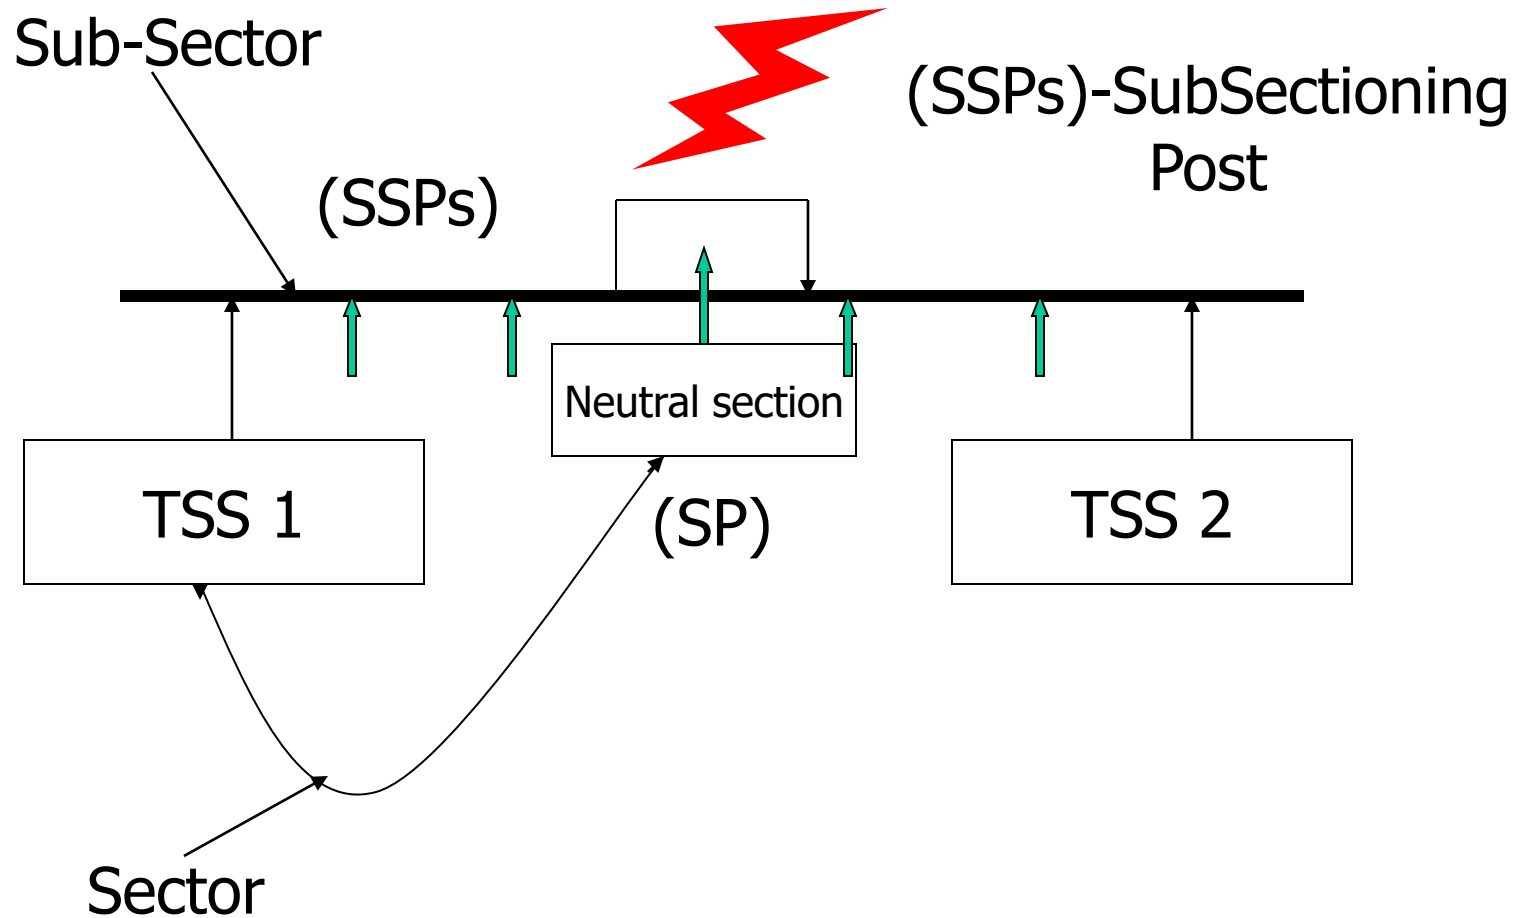 Sub-Sector
(SSPs)-SubSectioning
Post
(SSPs)
Neutral section
TSS 1
(SP)
TSS 2
Sector